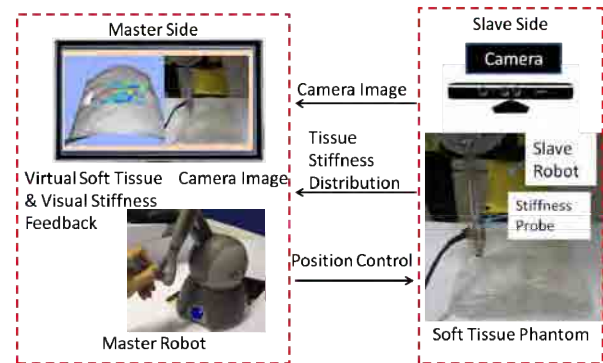 Master Side
Slave Side
Camera
Camera Image
Tissue
Stiffness
Distribution
Slave
Robot
Stiffness
Probe
Virtual Soft Tissue
& Visual Stiffness
Feedback
Camera Image
Position Control
Master Robot
Soft Tissue Phantom